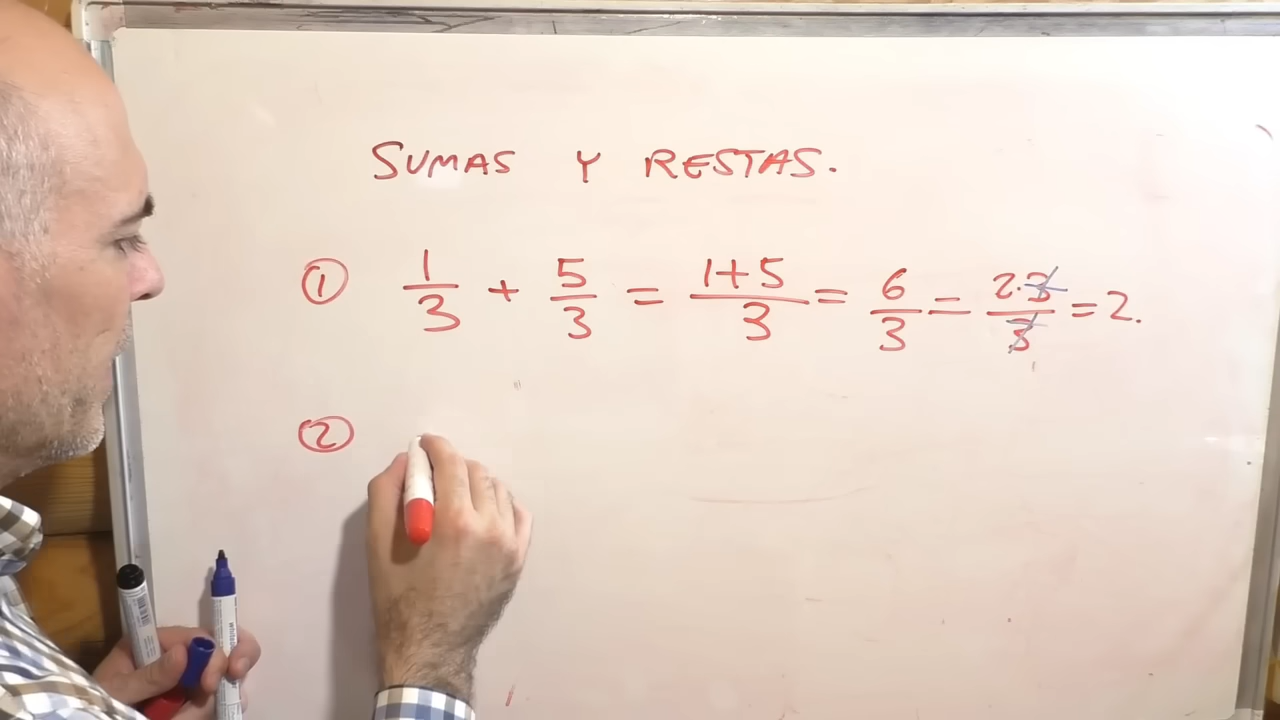 SUMAS Y RESTAS.
① 1/3 + 5/3 = 1+5/3 = 6/3 = 2·3/3 = 2.
②